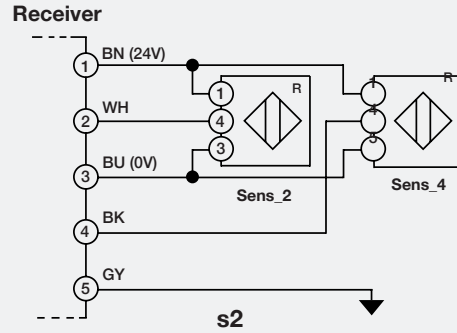 Receiver
1 BN (24V)
1 R
1 R
2 WH
4
4
3 BU (0V)
3
Sens_2
Sens_4
4 BK
5 GY
s2